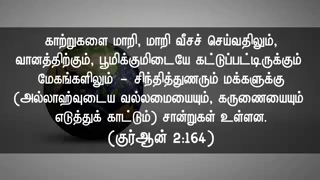 காற்றுகளை மாறி, மாறி வீசச் செய்வதிலும்,
வானத்திற்கும், பூமிக்குமிடையே கட்டுப்பட்டிருக்கும்
மேகங்களிலும் - சிந்தித்துணரும் மக்களுக்கு
(அல்லாஹ்வுடைய வல்லமையையும், கருணையையும்
எடுத்துக் காட்டும்) சான்றுகள் உள்ளன.
(குர்ஆன் 2:164)